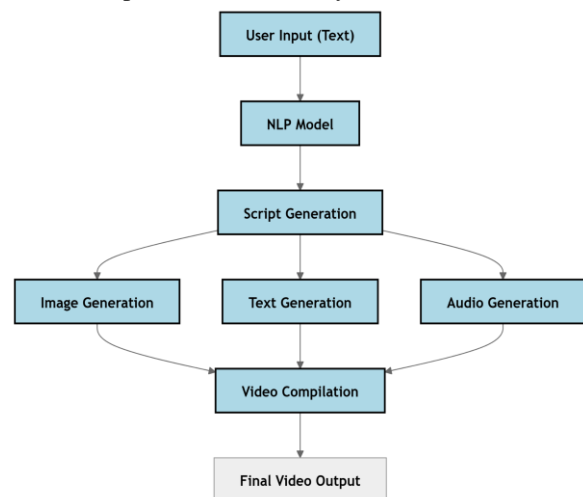 User Input (Text)
NLP Model
Script Generation
Image Generation
Text Generation
Audio Generation
Video Compilation
Final Video Output